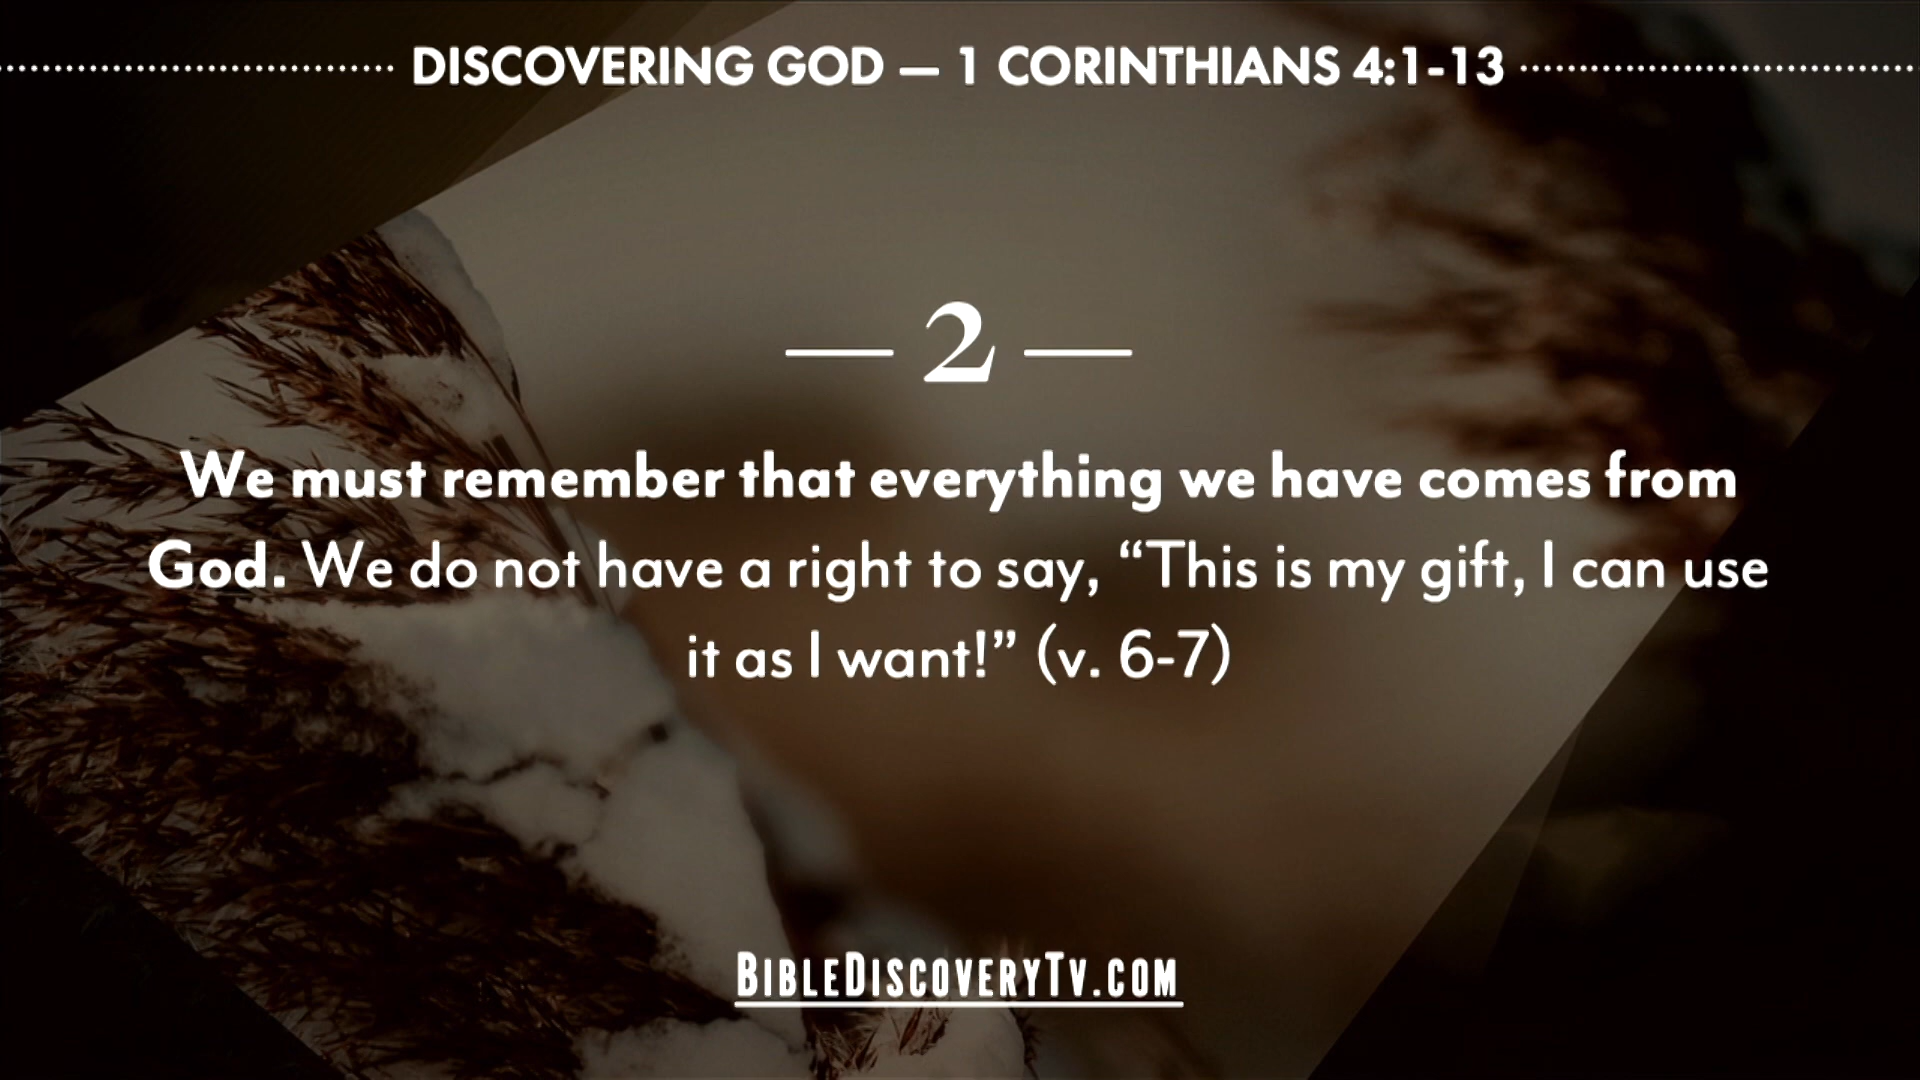 DISCOVERING GOD — 1 CORINTHIANS 4:1-13
— 2 —
We must remember that everything we have comes from
God. We do not have a right to say, “This is my gift, I can use
it as I want!” (v. 6-7)
BIBLEDISCOVERYTV.COM